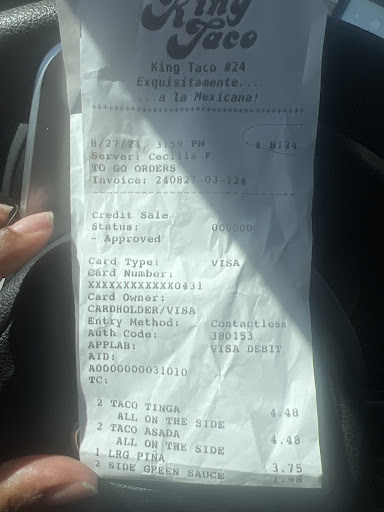 King
Taco
King Taco #24
Exquisitamente...
...a la Mexicana!
8/27/24, 3:59 PM
Server: Cecilia F
TO GO ORDERS
Invoice: 240827-03-124
Credit Sale
Status: 000000
- Approved
Card Type: VISA
Card Number:
XXXXXXXXXXXX0431
Card Owner:
CARDHOLDER/VISA
Entry Method: Contactless
Auth Code: 380153
APPLAB: VISA DEBIT
AID:
A0000000031010
TC:
2 TACO TINGA 4.48
ALL ON THE SIDE
2 TACO ASADA 4.48
ALL ON THE SIDE
1 LRG PINA 3.75
2 SIDE GREEN SAUCE 1.98